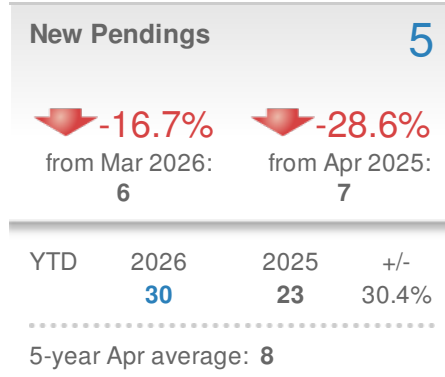 New Pendings 5
-16.7% -28.6%
from Mar 2026: from Apr 2025:
6 7
YTD 2026 2025 +/-
30 23 30.4%
5-year Apr average: 8